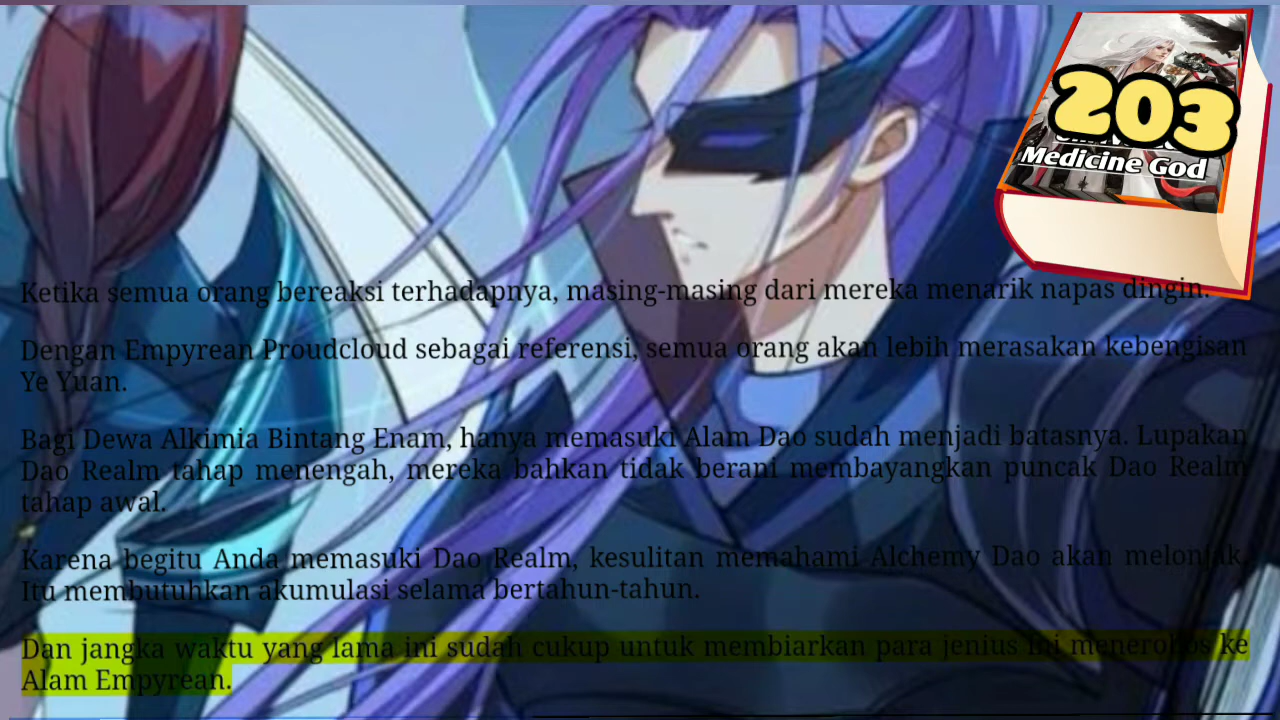 203
Medicine God
Ketika semua orang bereaksi terhadapnya, masing-masing dari mereka menarik napas dingin.
Dengan Empyrean Proudcloud sebagai referensi, semua orang akan lebih merasakan kebengisan
Ye Yuan.
Bagi Dewa Alkimia Bintang Enam, hanya memasuki Alam Dao sudah menjadi batasnya. Lupakan
Dao Realm tahap menengah, mereka bahkan tidak berani membayangkan puncak Dao Realm
tahap awal.
Karena begitu Anda memasuki Dao Realm, kesulitan memahami Alchemy Dao akan melonjak.
Itu membutuhkan akumulasi selama bertahun-tahun.
Dan jangka waktu yang lama ini sudah cukup untuk membiarkan para jenius ini menerobos ke
Alam Empyrean.